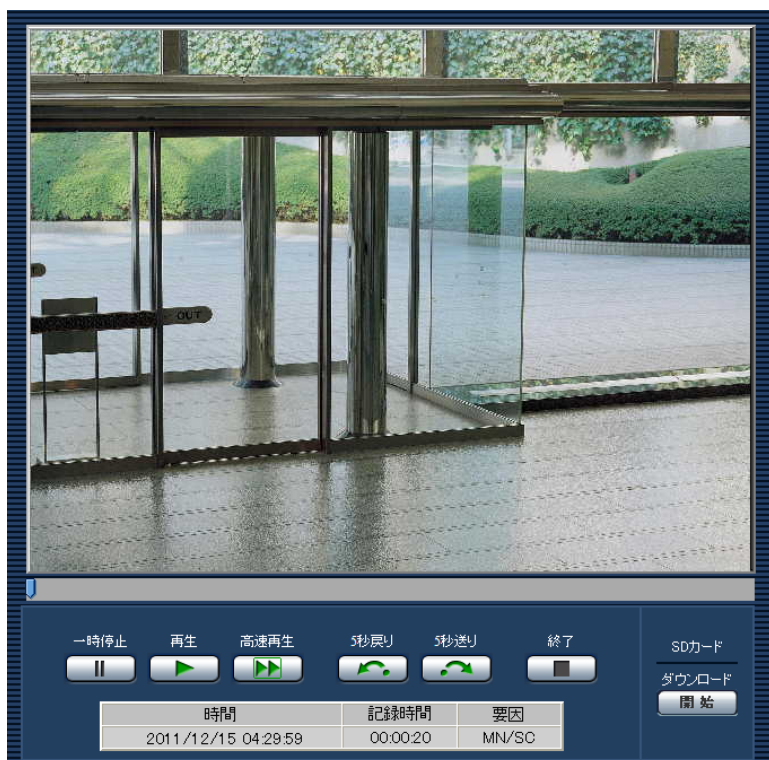 OUT
一時停止 再生 高速再生 5秒戻り 5秒送り 終了
SDカード
ダウンロード
開始
時間 記録時間 要因
2011/12/15 04:29:59 00:00:20 MN/SC